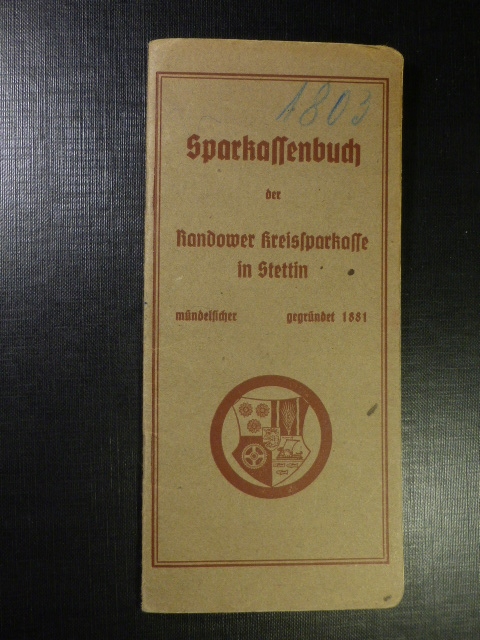 1803
Sparkassenbuch
der
Randower Kreissparkasse
in Stettin
mündelsicher gegründet 1881